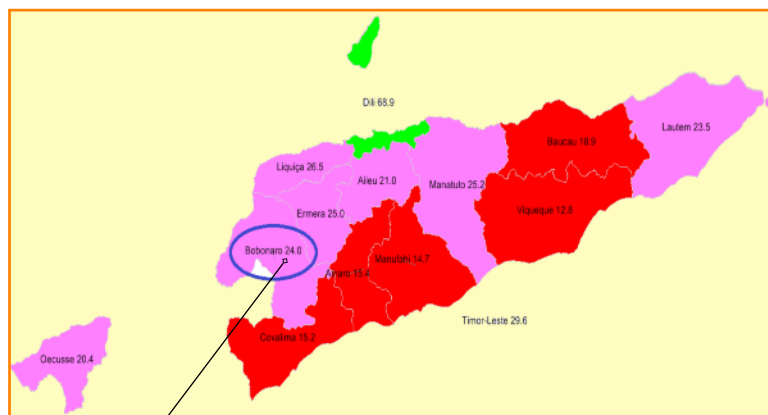 Dili 68.9
Lautem 23.5
Baucau 18.9
Liquiça 26.5
Aileu 21.0
Manatuto 25.2
Viqueque 12.6
Ermera 25.0
Bobonaro 24.0
Manufahi 14.7
Ainaro 15.4
Timor-Leste 29.6
Covalima 15.2
Oecusse 20.4